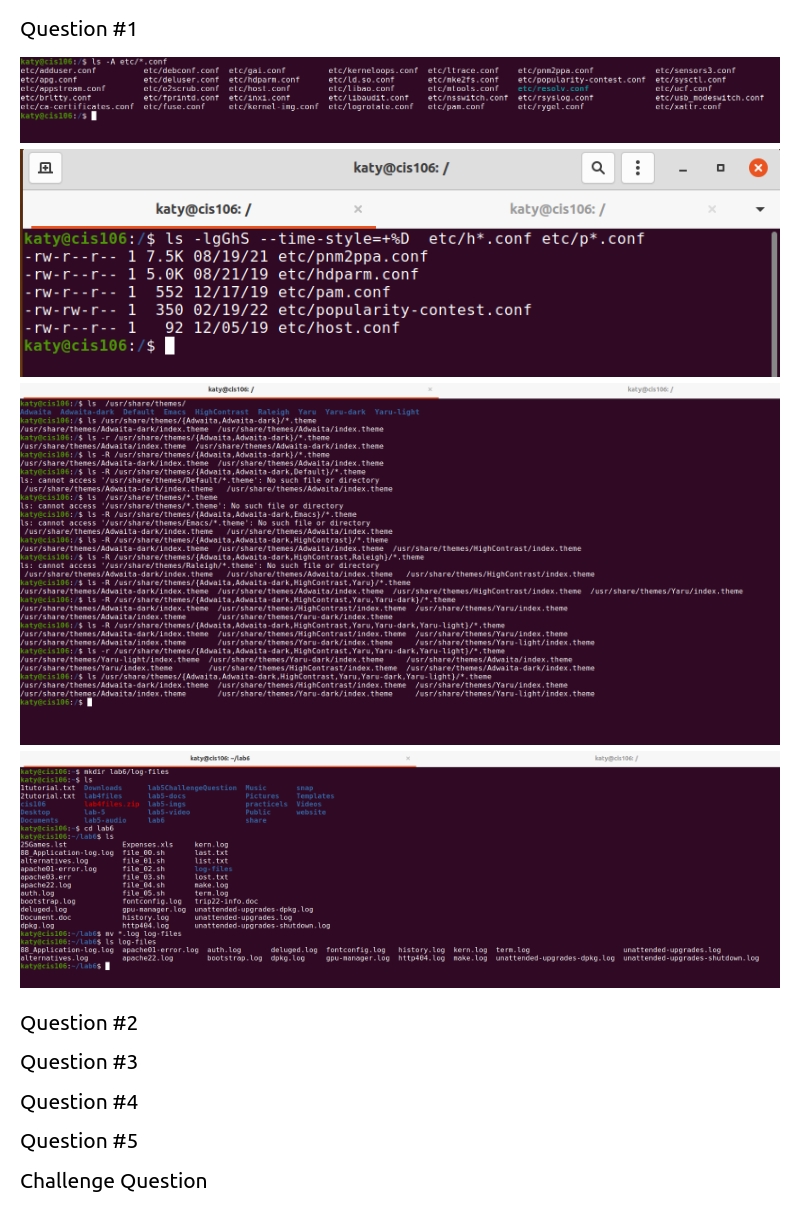 Question #1
katy@cis106:/$ ls -A etc/*.conf
etc/adduser.conf etc/debconf.conf etc/gai.conf etc/kerneloops.conf etc/ltrace.conf etc/pnm2ppa.conf etc/sensors3.conf
etc/apg.conf etc/deluser.conf etc/hdparm.conf etc/ld.so.conf etc/mke2fs.conf etc/popularity-contest.conf etc/sysctl.conf
etc/appstream.conf etc/e2scrub.conf etc/host.conf etc/libao.conf etc/mtools.conf etc/resolv.conf etc/ucf.conf
etc/brltty.conf etc/fprintd.conf etc/inxi.conf etc/libaudit.conf etc/nsswitch.conf etc/rsyslog.conf etc/usb_modeswitch.conf
etc/ca-certificates.conf etc/fuse.conf etc/kernel-img.conf etc/logrotate.conf etc/pam.conf etc/rygel.conf etc/xattr.conf
katy@cis106:/$
katy@cis106: /
katy@cis106: / × katy@cis106: / ×
katy@cis106:/$ ls -lgGhS --time-style=+%D  etc/h*.conf etc/p*.conf
-rw-r--r-- 1 7.5K 08/19/21 etc/pnm2ppa.conf
-rw-r--r-- 1 5.0K 08/21/19 etc/hdparm.conf
-rw-r--r-- 1  552 12/17/19 etc/pam.conf
-rw-rw-r-- 1  350 02/19/22 etc/popularity-contest.conf
-rw-r--r-- 1   92 12/05/19 etc/host.conf
katy@cis106:/$
katy@cis106: / × katy@cis106: /
katy@cis106:/$ ls  /usr/share/themes/
Adwaita  Adwaita-dark  Default  Emacs  HighContrast  Raleigh  Yaru  Yaru-dark  Yaru-light
katy@cis106:/$ ls /usr/share/themes/{Adwaita,Adwaita-dark}/*.theme
/usr/share/themes/Adwaita-dark/index.theme  /usr/share/themes/Adwaita/index.theme
katy@cis106:/$ ls -r /usr/share/themes/{Adwaita,Adwaita-dark}/*.theme
/usr/share/themes/Adwaita/index.theme  /usr/share/themes/Adwaita-dark/index.theme
katy@cis106:/$ ls -R /usr/share/themes/{Adwaita,Adwaita-dark}/*.theme
/usr/share/themes/Adwaita-dark/index.theme  /usr/share/themes/Adwaita/index.theme
katy@cis106:/$ ls -R /usr/share/themes/{Adwaita,Adwaita-dark,Default}/*.theme
ls: cannot access '/usr/share/themes/Default/*.theme': No such file or directory
/usr/share/themes/Adwaita-dark/index.theme   /usr/share/themes/Adwaita/index.theme
katy@cis106:/$ ls  /usr/share/themes/*.theme
ls: cannot access '/usr/share/themes/*.theme': No such file or directory
katy@cis106:/$ ls -R /usr/share/themes/{Adwaita,Adwaita-dark,Emacs}/*.theme
ls: cannot access '/usr/share/themes/Emacs/*.theme': No such file or directory
/usr/share/themes/Adwaita-dark/index.theme   /usr/share/themes/Adwaita/index.theme
katy@cis106:/$ ls -R /usr/share/themes/{Adwaita,Adwaita-dark,HighContrast}/*.theme
/usr/share/themes/Adwaita-dark/index.theme  /usr/share/themes/Adwaita/index.theme  /usr/share/themes/HighContrast/index.theme
katy@cis106:/$ ls -R /usr/share/themes/{Adwaita,Adwaita-dark,HighContrast,Raleigh}/*.theme
ls: cannot access '/usr/share/themes/Raleigh/*.theme': No such file or directory
/usr/share/themes/Adwaita-dark/index.theme   /usr/share/themes/Adwaita/index.theme   /usr/share/themes/HighContrast/index.theme
katy@cis106:/$ ls -R /usr/share/themes/{Adwaita,Adwaita-dark,HighContrast,Yaru}/*.theme
/usr/share/themes/Adwaita-dark/index.theme  /usr/share/themes/Adwaita/index.theme  /usr/share/themes/HighContrast/index.theme  /usr/share/themes/Yaru/index.theme
katy@cis106:/$ ls -R /usr/share/themes/{Adwaita,Adwaita-dark,HighContrast,Yaru,Yaru-dark}/*.theme
/usr/share/themes/Adwaita-dark/index.theme  /usr/share/themes/HighContrast/index.theme  /usr/share/themes/Yaru/index.theme
/usr/share/themes/Adwaita/index.theme  /usr/share/themes/Yaru-dark/index.theme
katy@cis106:/$ ls -R /usr/share/themes/{Adwaita,Adwaita-dark,HighContrast,Yaru,Yaru-dark,Yaru-light}/*.theme
/usr/share/themes/Adwaita-dark/index.theme  /usr/share/themes/HighContrast/index.theme  /usr/share/themes/Yaru/index.theme
/usr/share/themes/Adwaita/index.theme  /usr/share/themes/Yaru-dark/index.theme  /usr/share/themes/Yaru-light/index.theme
katy@cis106:/$ ls -r /usr/share/themes/{Adwaita,Adwaita-dark,HighContrast,Yaru,Yaru-dark,Yaru-light}/*.theme
/usr/share/themes/Yaru-light/index.theme  /usr/share/themes/Yaru-dark/index.theme  /usr/share/themes/Adwaita/index.theme
/usr/share/themes/Yaru/index.theme  /usr/share/themes/HighContrast/index.theme  /usr/share/themes/Adwaita-dark/index.theme
katy@cis106:/$ ls /usr/share/themes/{Adwaita,Adwaita-dark,HighContrast,Yaru,Yaru-dark,Yaru-light}/*.theme
/usr/share/themes/Adwaita-dark/index.theme  /usr/share/themes/HighContrast/index.theme  /usr/share/themes/Yaru/index.theme
/usr/share/themes/Adwaita/index.theme  /usr/share/themes/Yaru-dark/index.theme  /usr/share/themes/Yaru-light/index.theme
katy@cis106:/$
katy@cis106: ~/lab6 × katy@cis106: /
katy@cis106:~$ mkdir lab6/log-files
katy@cis106:~$ ls
1tutorial.txt Downloads lab5ChallengeQuestion Music snap
2tutorial.txt lab4files lab5-docs Pictures Templates
cis106 lab4files.zip lab5-imgs practicels Videos
Desktop lab-5 lab5-video Public website
Documents lab5-audio lab6 share
katy@cis106:~$ cd lab6
katy@cis106:~/lab6$ ls
25Games.lst Expenses.xls kern.log
88_Application-log.log file_00.sh last.txt
alternatives.log file_01.sh list.txt
apache01-error.log file_02.sh log-files
apache03.err file_03.sh lost.txt
apache22.log file_04.sh make.log
auth.log file_05.sh term.log
bootstrap.log fontconfig.log trip22-info.doc
deluged.log gpu-manager.log unattended-upgrades-dpkg.log
Document.doc history.log unattended-upgrades.log
dpkg.log http404.log unattended-upgrades-shutdown.log
katy@cis106:~/lab6$ mv *.log log-files
katy@cis106:~/lab6$ ls log-files
88_Application-log.log apache01-error.log auth.log deluged.log fontconfig.log history.log kern.log term.log unattended-upgrades.log
alternatives.log apache22.log bootstrap.log dpkg.log gpu-manager.log http404.log make.log unattended-upgrades-dpkg.log unattended-upgrades-shutdown.log
katy@cis106:~/lab6$
Question #2
Question #3
Question #4
Question #5
Challenge Question